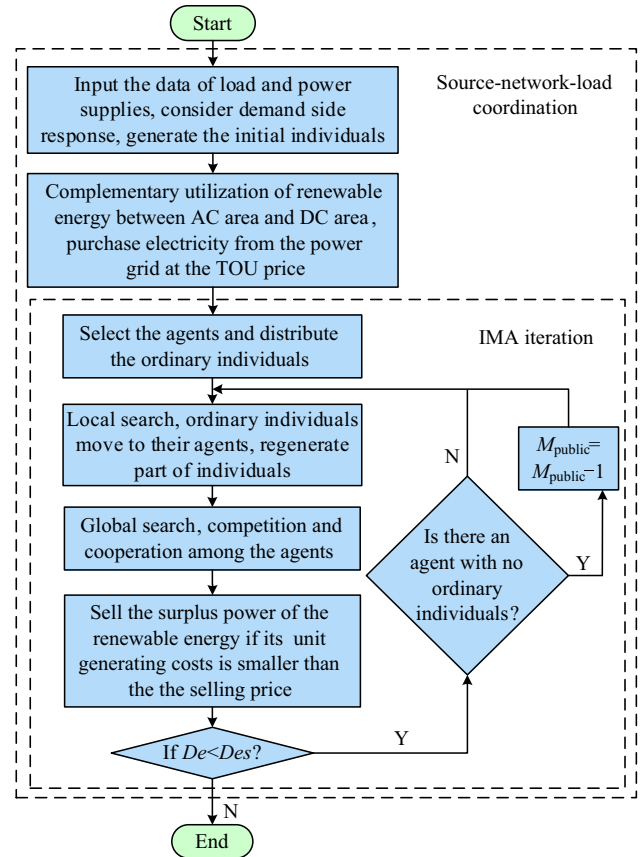 Start
Source-network-load
coordination
Input the data of load and power
supplies, consider demand side
response, generate the initial individuals
Complementary utilization of renewable
energy between AC area and DC area,
purchase electricity from the power
grid at the TOU price
IMA iteration
Select the agents and distribute
the ordinary individuals
Local search, ordinary individuals
move to their agents, regenerate
part of individuals
N
Mpublic=
Mpublic−1
Global search, competition and
cooperation among the agents
Is there an
agent with no
ordinary
individuals?
Y
Sell the surplus power of the
renewable energy if its unit
generating costs is smaller than
the the selling price
If De<Des?
Y
N
End